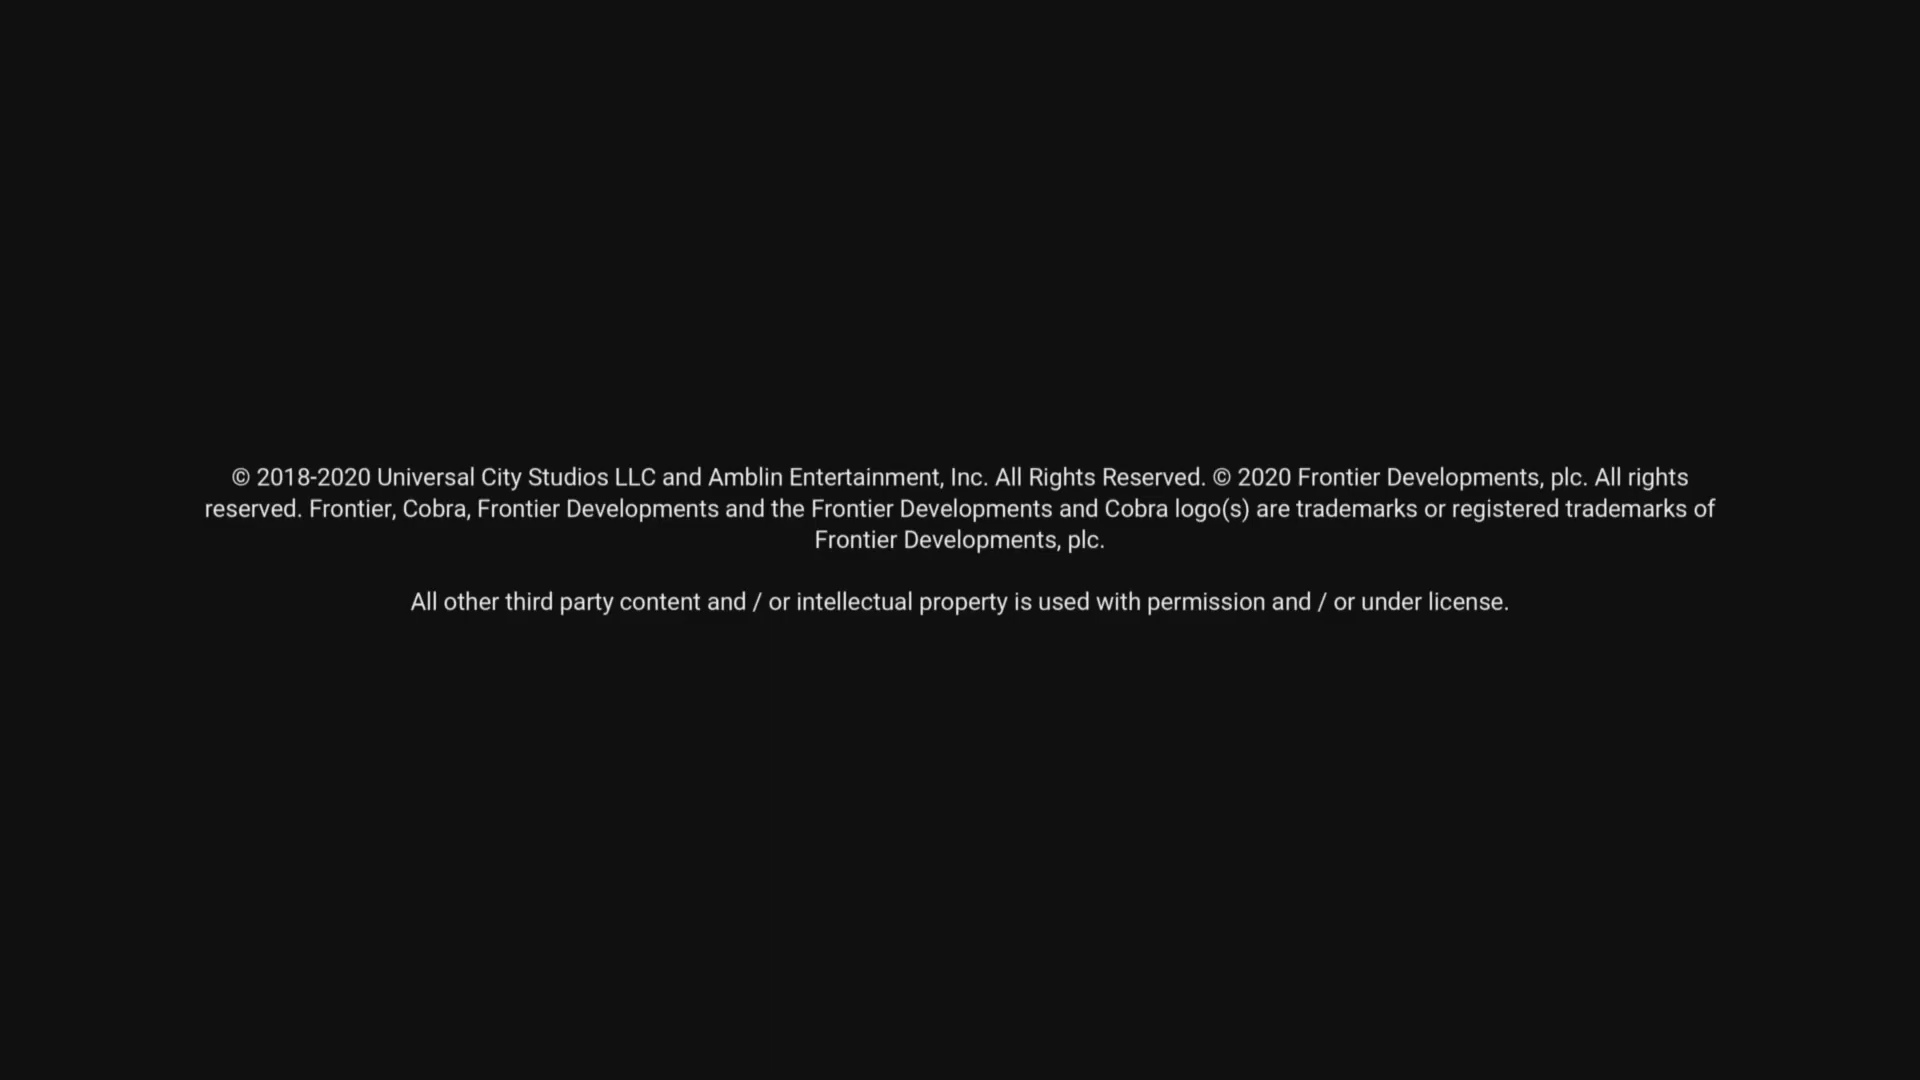 © 2018-2020 Universal City Studios LLC and Amblin Entertainment, Inc. All Rights Reserved. © 2020 Frontier Developments, plc. All rights
reserved. Frontier, Cobra, Frontier Developments and the Frontier Developments and Cobra logo(s) are trademarks or registered trademarks of
Frontier Developments, plc.
All other third party content and / or intellectual property is used with permission and / or under license.